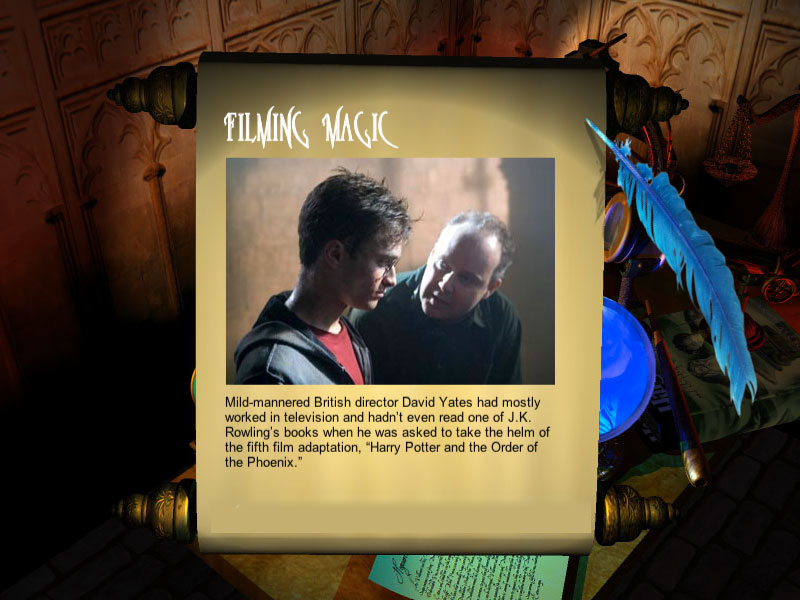 FILMING MAGIC
Mild-mannered British director David Yates had mostly
worked in television and hadn't even read one of J.K.
Rowling's books when he was asked to take the helm of
the fifth film adaptation, “Harry Potter and the Order of
the Phoenix.”